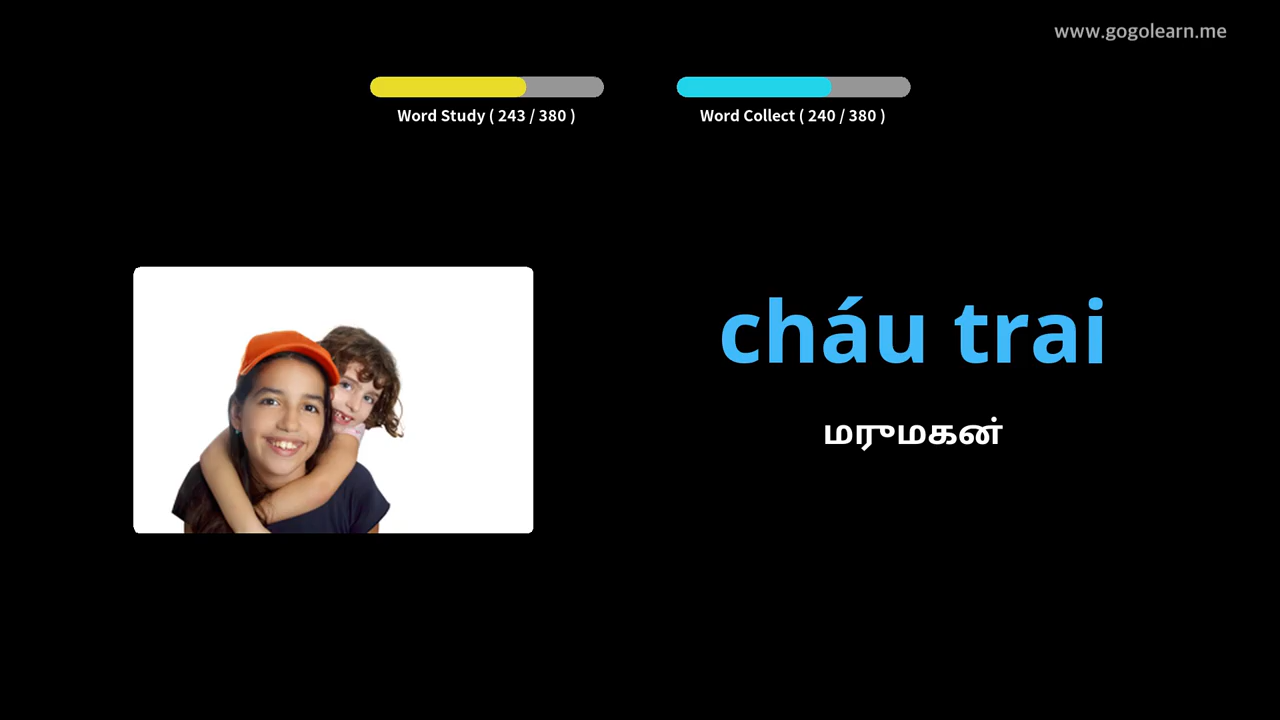 www.gogolearn.me
Word Study ( 243 / 380 )
Word Collect ( 240 / 380 )
cháu trai
மருமகன்